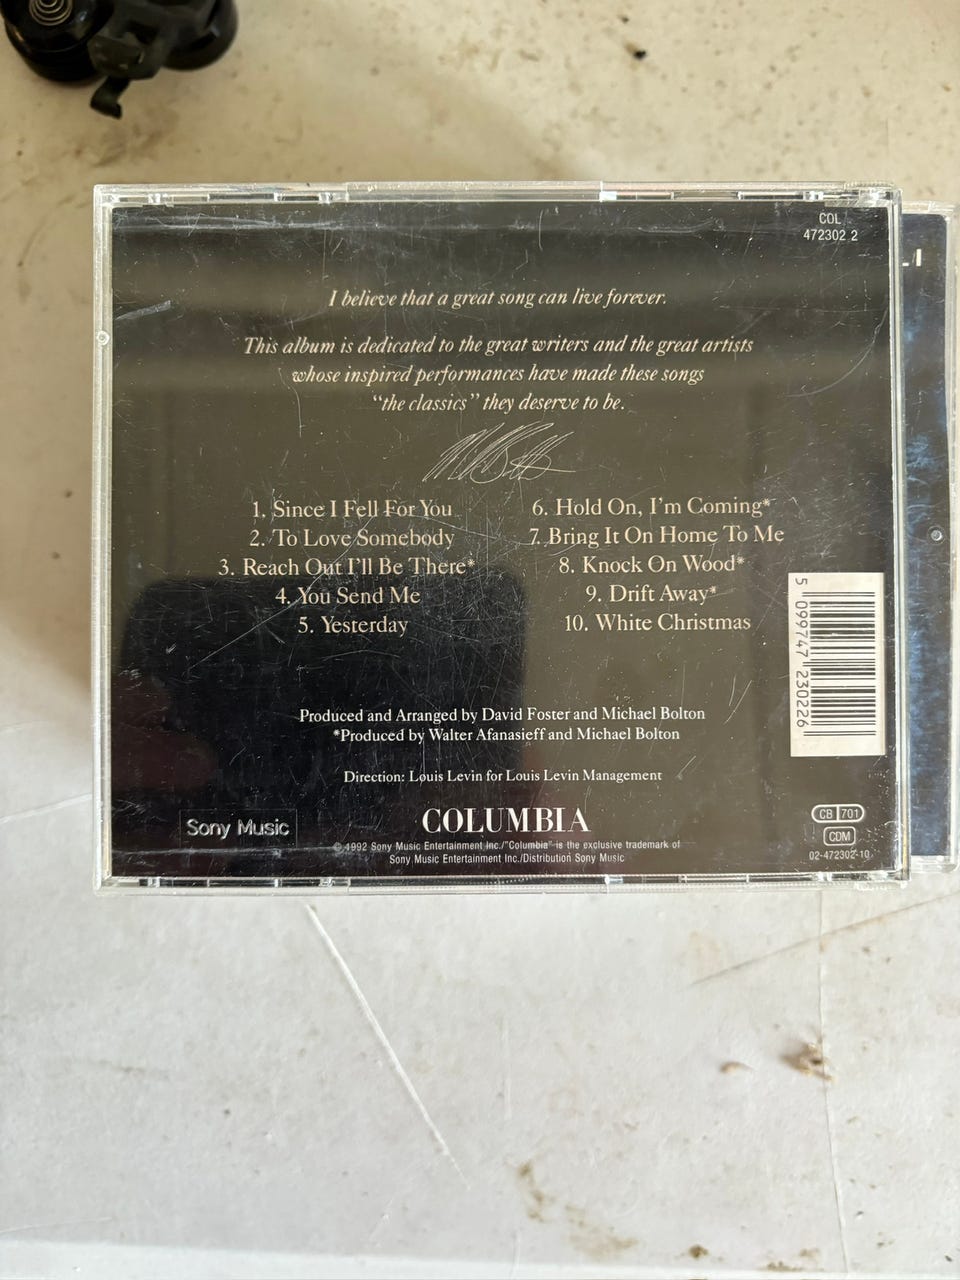 COL
472302 2
I believe that a great song can live forever.
This album is dedicated to the great writers and the great artists
whose inspired performances have made these songs
“the classics” they deserve to be.
1. Since I Fell For You
2. To Love Somebody
3. Reach Out I'll Be There*
4. You Send Me
5. Yesterday
6. Hold On, I'm Coming*
7. Bring It On Home To Me
8. Knock On Wood*
9. Drift Away*
10. White Christmas
5 099747 230226
Produced and Arranged by David Foster and Michael Bolton
*Produced by Walter Afanasieff and Michael Bolton
Direction: Louis Levin for Louis Levin Management
Sony Music
COLUMBIA
© 1992 Sony Music Entertainment Inc./"Columbia" is the exclusive trademark of
Sony Music Entertainment Inc./Distribution Sony Music
CB 701
CDM
02-472302-10